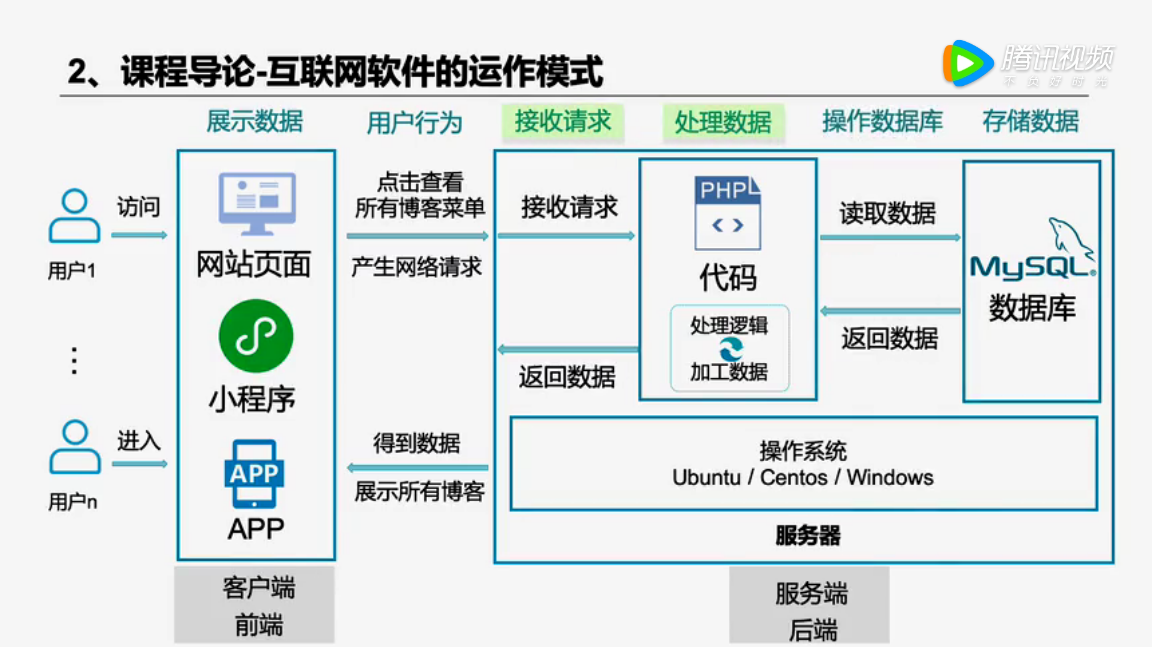 2、课程导论-互联网软件的运作模式
腾讯视频
不负好时光
展示数据
用户行为
接收请求
处理数据
操作数据库
存储数据
用户1
访问
⋮
用户n
进入
网站页面
小程序
APP
APP
点击查看
所有博客菜单
产生网络请求
得到数据
展示所有博客
接收请求
返回数据
PHP
< >
代码
处理逻辑
加工数据
读取数据
返回数据
MySQL®
数据库
操作系统
Ubuntu / Centos / Windows
服务器
客户端
前端
服务端
后端